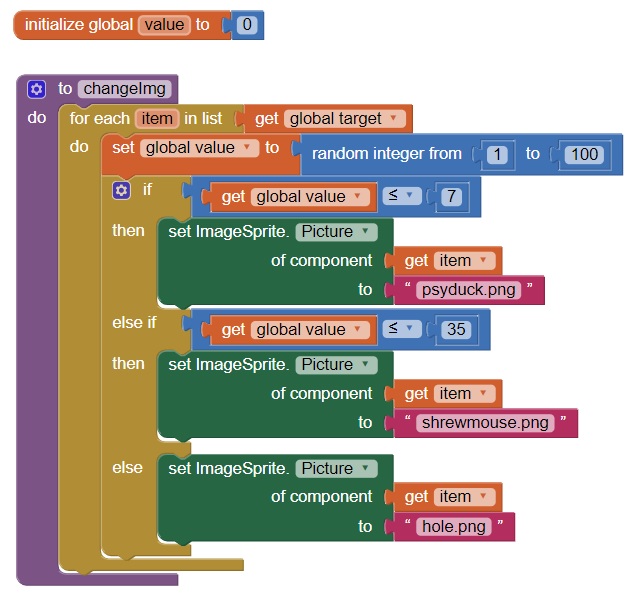 initialize global value to 0
to changeImg
do for each item in list get global target
do set global value to random integer from 1 to 100
if get global value ≤ 7
then set ImageSprite. Picture
of component get item
to “ psyduck.png ”
else if get global value ≤ 35
then set ImageSprite. Picture
of component get item
to “ shrewmouse.png ”
else set ImageSprite. Picture
of component get item
to “ hole.png ”